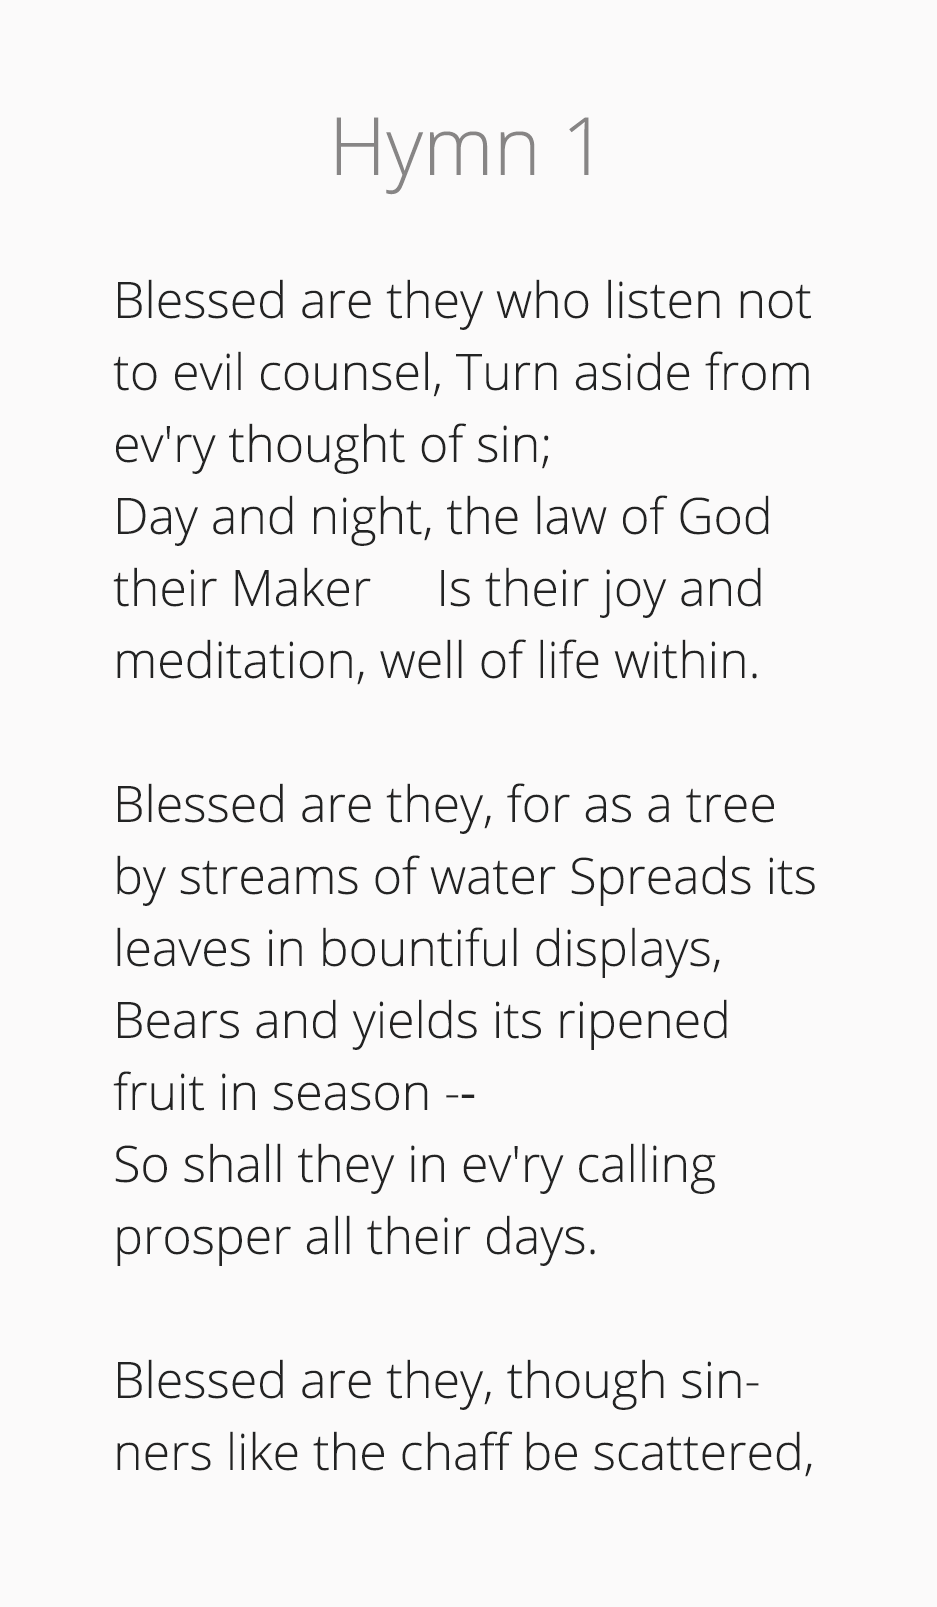 Hymn 1
Blessed are they who listen not
to evil counsel, Turn aside from
ev'ry thought of sin;
Day and night, the law of God
their Maker     Is their joy and
meditation, well of life within.
Blessed are they, for as a tree
by streams of water Spreads its
leaves in bountiful displays,
Bears and yields its ripened
fruit in season --
So shall they in ev'ry calling
prosper all their days.
Blessed are they, though sin-
ners like the chaff be scattered,